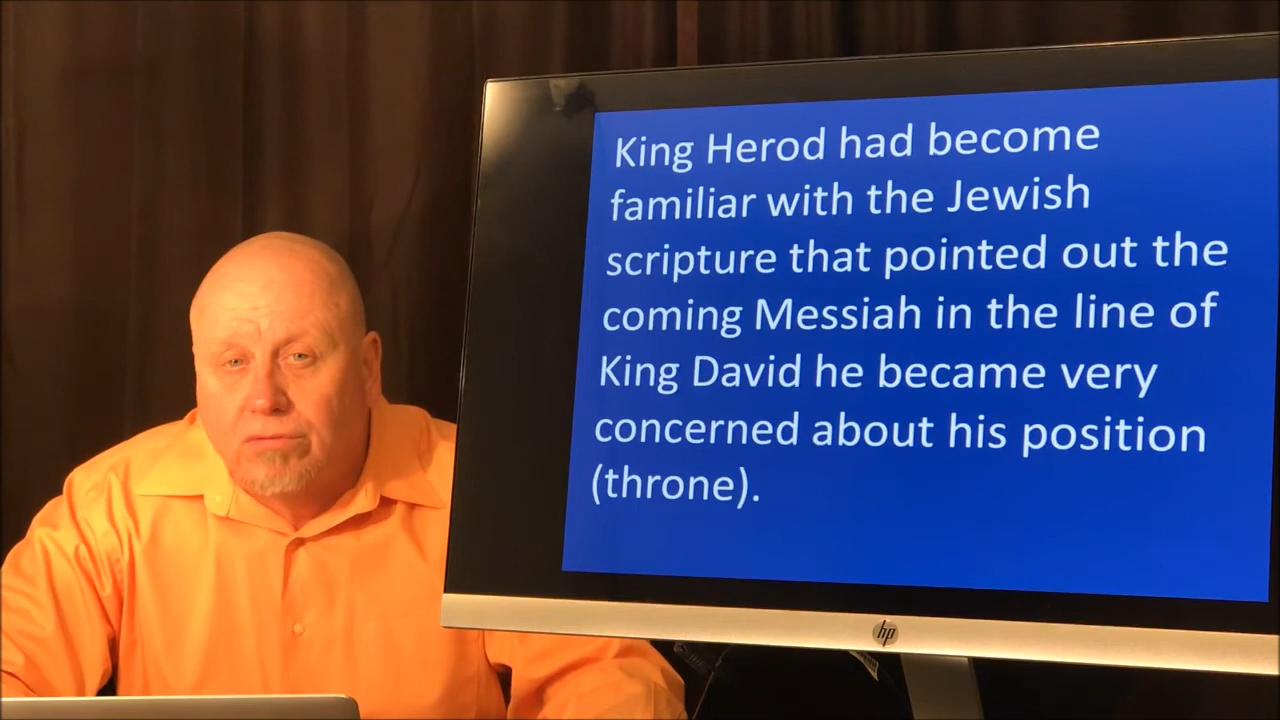 King Herod had become
familiar with the Jewish
scripture that pointed out the
coming Messiah in the line of
King David he became very
concerned about his position
(throne).
hp